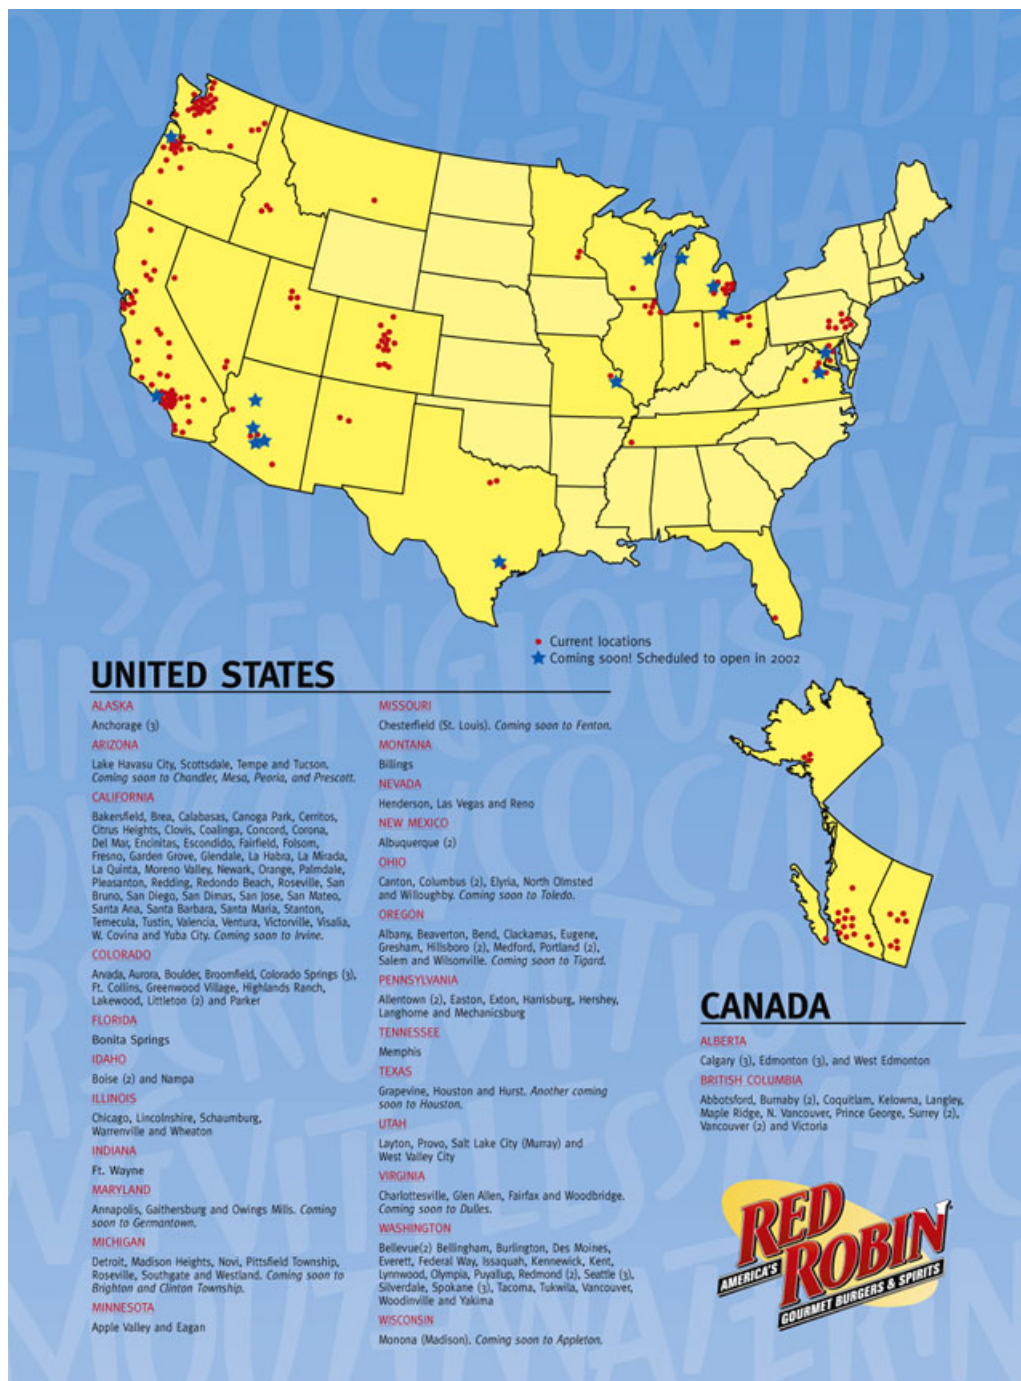 Current locations
Coming soon! Scheduled to open in 2002
UNITED STATES
ALASKA
Anchorage (3)
ARIZONA
Lake Havasu City, Scottsdale, Tempe and Tucson.
Coming soon to Chandler, Mesa, Peoria, and Prescott.
CALIFORNIA
Bakersfield, Brea, Calabasas, Canoga Park, Cerritos,
Citrus Heights, Clovis, Coalinga, Concord, Corona,
Del Mar, Encinitas, Escondido, Fairfield, Folsom,
Fresno, Garden Grove, Glendale, La Habra, La Mirada,
La Quinta, Moreno Valley, Newark, Orange, Palmdale,
Pleasanton, Redding, Redondo Beach, Roseville, San
Bruno, San Diego, San Dimas, San Jose, San Mateo,
Santa Ana, Santa Barbara, Santa Maria, Stanton,
Temecula, Tustin, Valencia, Ventura, Victorville, Visalia,
W. Covina and Yuba City. Coming soon to Irvine.
COLORADO
Arvada, Aurora, Boulder, Broomfield, Colorado Springs (3),
Ft. Collins, Greenwood Village, Highlands Ranch,
Lakewood, Littleton (2) and Parker
FLORIDA
Bonita Springs
IDAHO
Boise (2) and Nampa
ILLINOIS
Chicago, Lincolnshire, Schaumburg,
Warrenville and Wheaton
INDIANA
Ft. Wayne
MARYLAND
Annapolis, Gaithersburg and Owings Mills. Coming
soon to Germantown.
MICHIGAN
Detroit, Madison Heights, Novi, Pittsfield Township,
Roseville, Southgate and Westland. Coming soon to
Brighton and Clinton Township.
MINNESOTA
Apple Valley and Eagan
MISSOURI
Chesterfield (St. Louis). Coming soon to Fenton.
MONTANA
Billings
NEVADA
Henderson, Las Vegas and Reno
NEW MEXICO
Albuquerque (2)
OHIO
Canton, Columbus (2), Elyria, North Olmsted
and Willoughby. Coming soon to Toledo.
OREGON
Albany, Beaverton, Bend, Clackamas, Eugene,
Gresham, Hillsboro (2), Medford, Portland (2),
Salem and Wilsonville. Coming soon to Tigard.
PENNSYLVANIA
Allentown (2), Easton, Exton, Harrisburg, Hershey,
Langhorne and Mechanicsburg
TENNESSEE
Memphis
TEXAS
Grapevine, Houston and Hurst. Another coming
soon to Houston.
UTAH
Layton, Provo, Salt Lake City (Murray) and
West Valley City
VIRGINIA
Charlottesville, Glen Allen, Fairfax and Woodbridge.
Coming soon to Dulles.
WASHINGTON
Bellevue(2) Bellingham, Burlington, Des Moines,
Everett, Federal Way, Issaquah, Kennewick, Kent,
Lynnwood, Olympia, Puyallup, Redmond (2), Seattle (3),
Silverdale, Spokane (3), Tacoma, Tukwila, Vancouver,
Woodinville and Yakima
WISCONSIN
Monona (Madison). Coming soon to Appleton.
CANADA
ALBERTA
Calgary (3), Edmonton (3), and West Edmonton
BRITISH COLUMBIA
Abbotsford, Burnaby (2), Coquitlam, Kelowna, Langley,
Maple Ridge, N. Vancouver, Prince George, Surrey (2),
Vancouver (2) and Victoria
RED
ROBIN
AMERICA'S
GOURMET BURGERS & SPIRITS